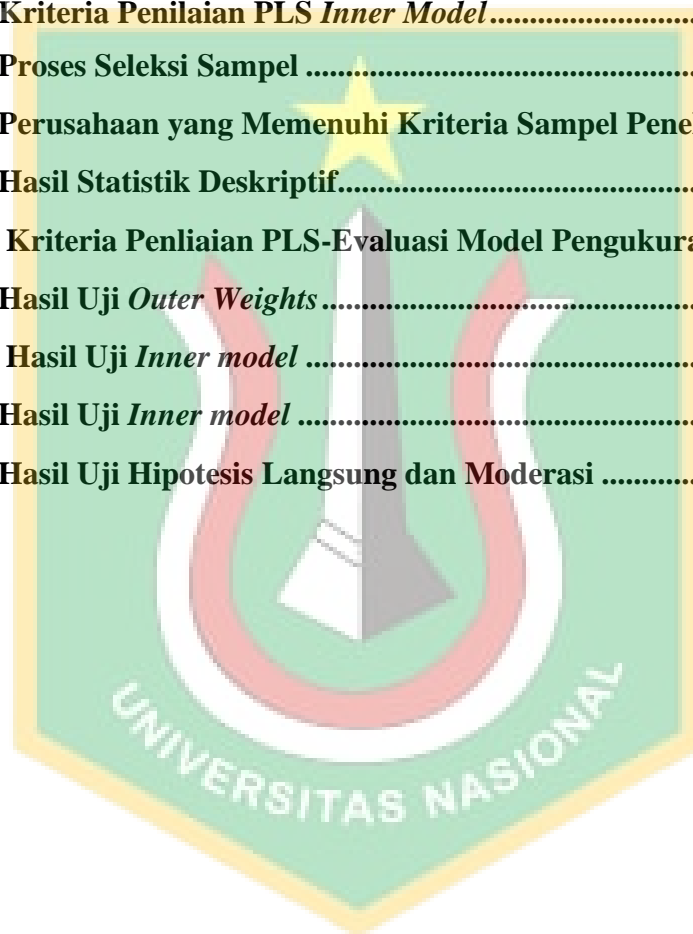 Kriteria Penilaian PLS Inner Model........................
Proses Seleksi Sampel ..................................................
Perusahaan yang Memenuhi Kriteria Sampel
Hasil Statistik Deskriptif..............................................
Kriteria Penliaian PLS-Evaluasi Model
Hasil Uji Outer Weights................................................
Hasil Uji Inner model ..................................................
Hasil Uji Inner model ...................................................
Hasil Uji Hipotesis Langsung dan Moderasi ............
UNIVERSITAS NASIONAL